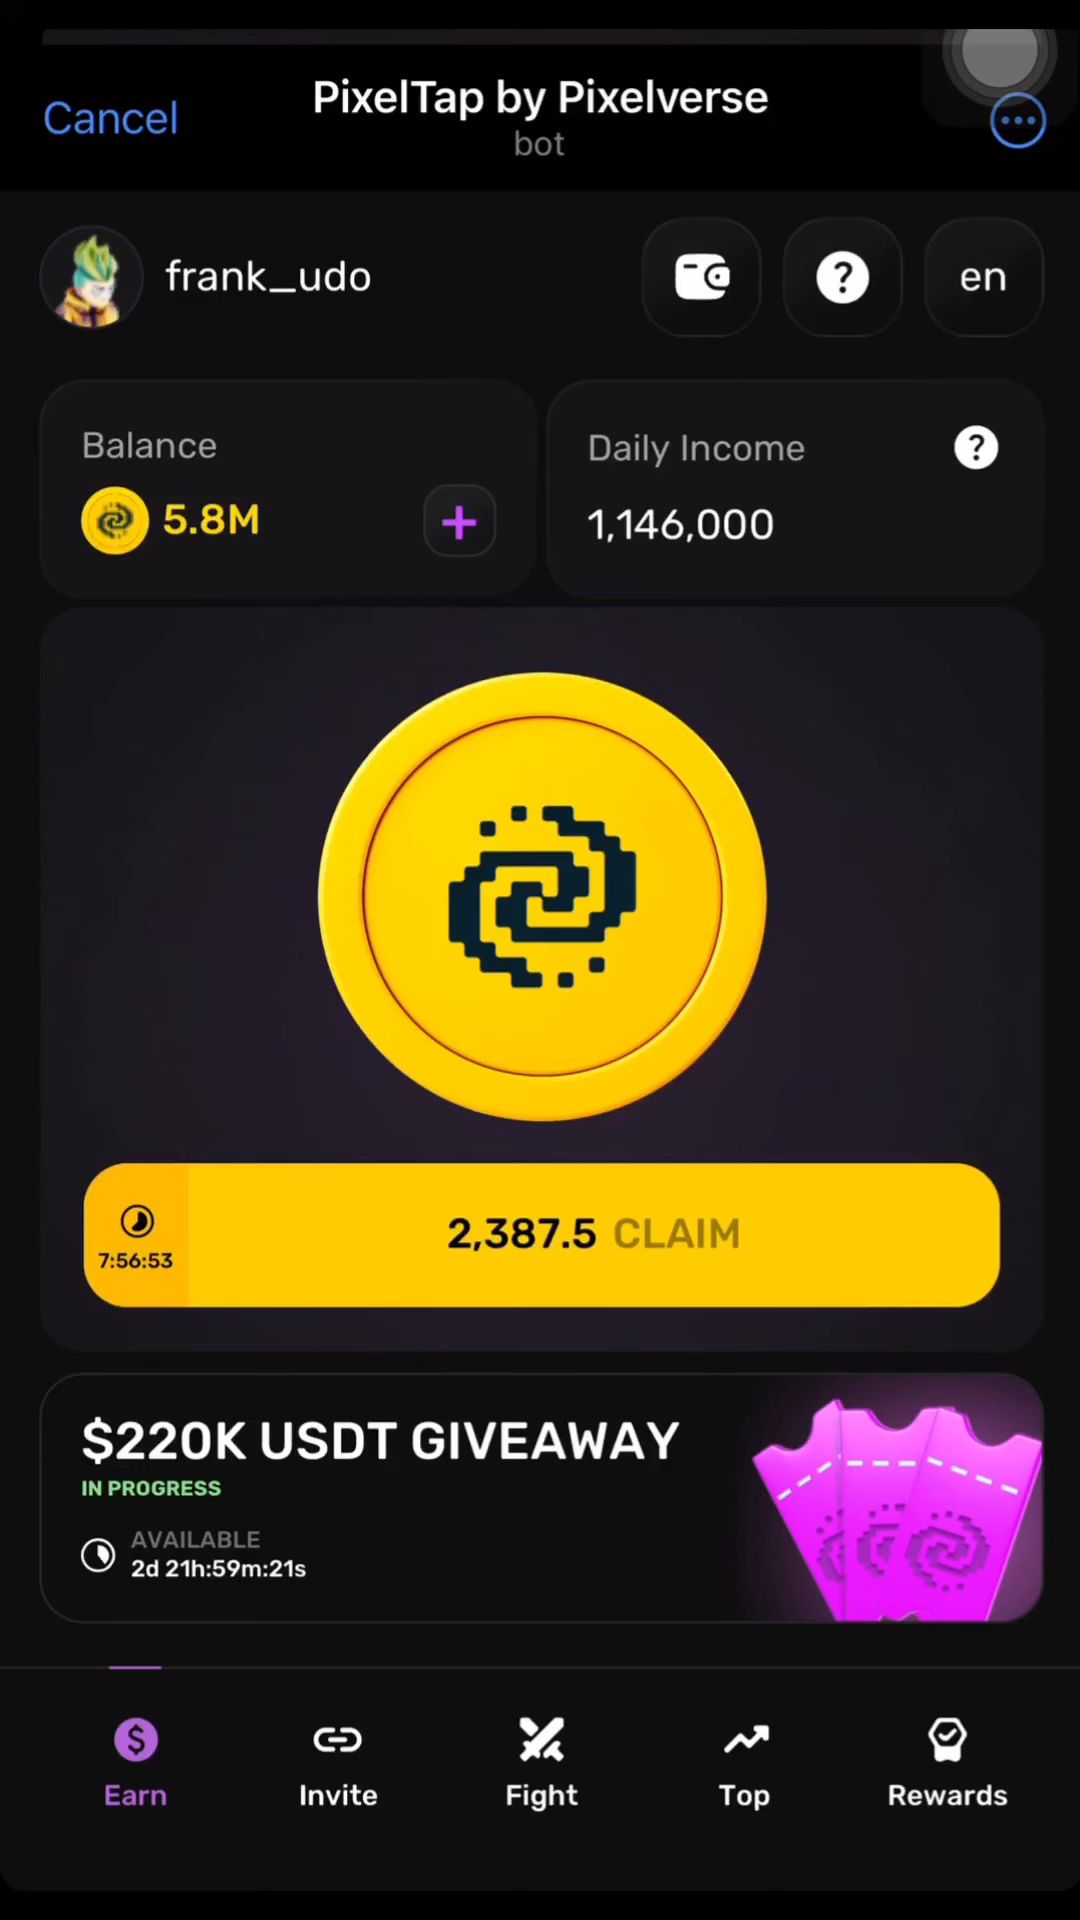 Cancel
PixelTap by Pixelverse
bot
frank_udo
en
Balance
5.8M
Daily Income
1,146,000
7:56:53
2,387.5 CLAIM
$220K USDT GIVEAWAY
IN PROGRESS
AVAILABLE
2d 21h:59m:21s
Earn
Invite
Fight
Top
Rewards